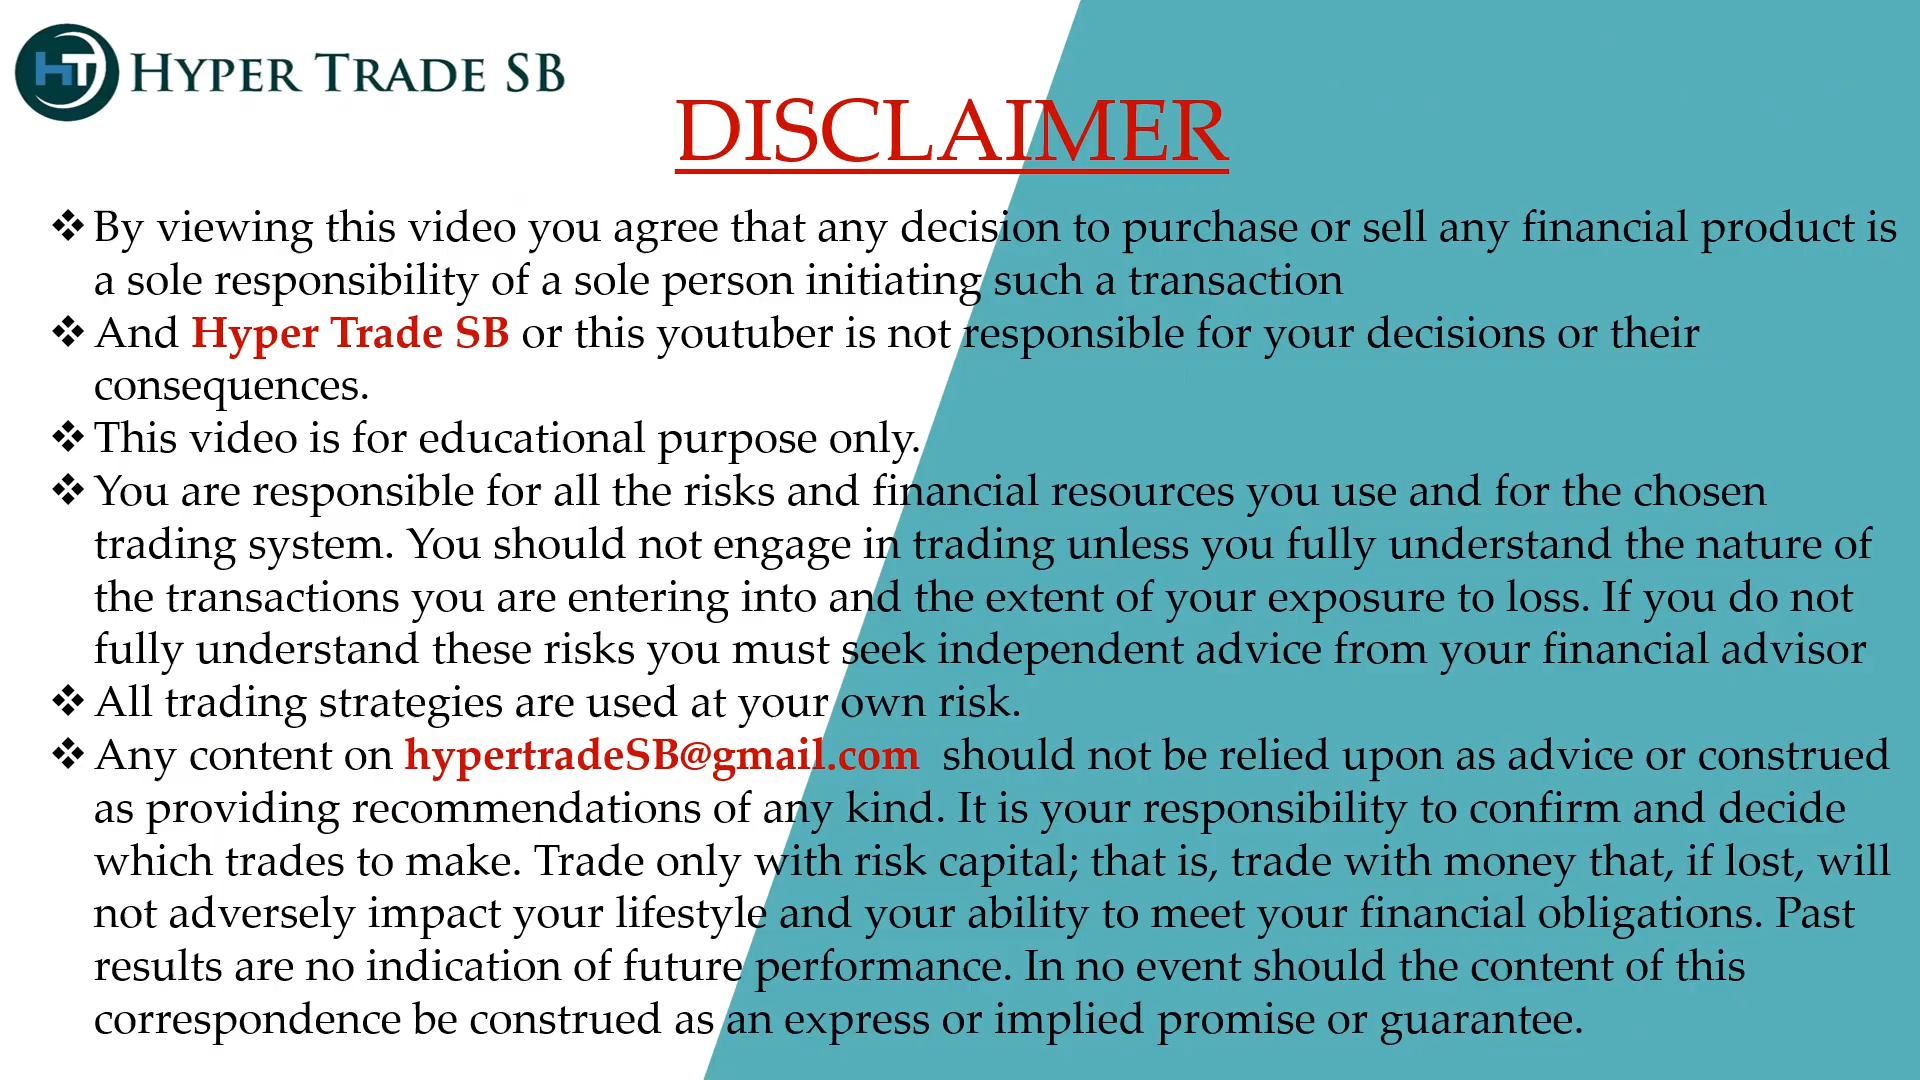 HT HYPER TRADE SB
DISCLAIMER
❖ By viewing this video you agree that any decision to purchase or sell any financial product is
a sole responsibility of a sole person initiating such a transaction
❖ And Hyper Trade SB or this youtuber is not responsible for your decisions or their
consequences.
❖ This video is for educational purpose only.
❖ You are responsible for all the risks and financial resources you use and for the chosen
trading system. You should not engage in trading unless you fully understand the nature of
the transactions you are entering into and the extent of your exposure to loss. If you do not
fully understand these risks you must seek independent advice from your financial advisor
❖ All trading strategies are used at your own risk.
❖ Any content on hypertradeSB@gmail.com should not be relied upon as advice or construed
as providing recommendations of any kind. It is your responsibility to confirm and decide
which trades to make. Trade only with risk capital; that is, trade with money that, if lost, will
not adversely impact your lifestyle and your ability to meet your financial obligations. Past
results are no indication of future performance. In no event should the content of this
correspondence be construed as an express or implied promise or guarantee.